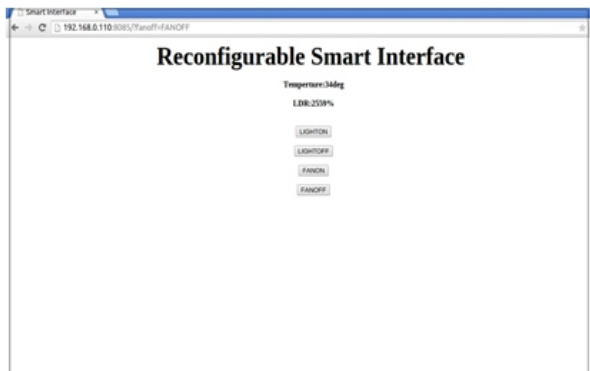 Smart Interface ×
192.168.0.110:8085/?fanoff=FANOFF
Reconfigurable Smart Interface
Temperture:34deg
LDR:2559%
LIGHTON
LIGHTOFF
FANON
FANOFF